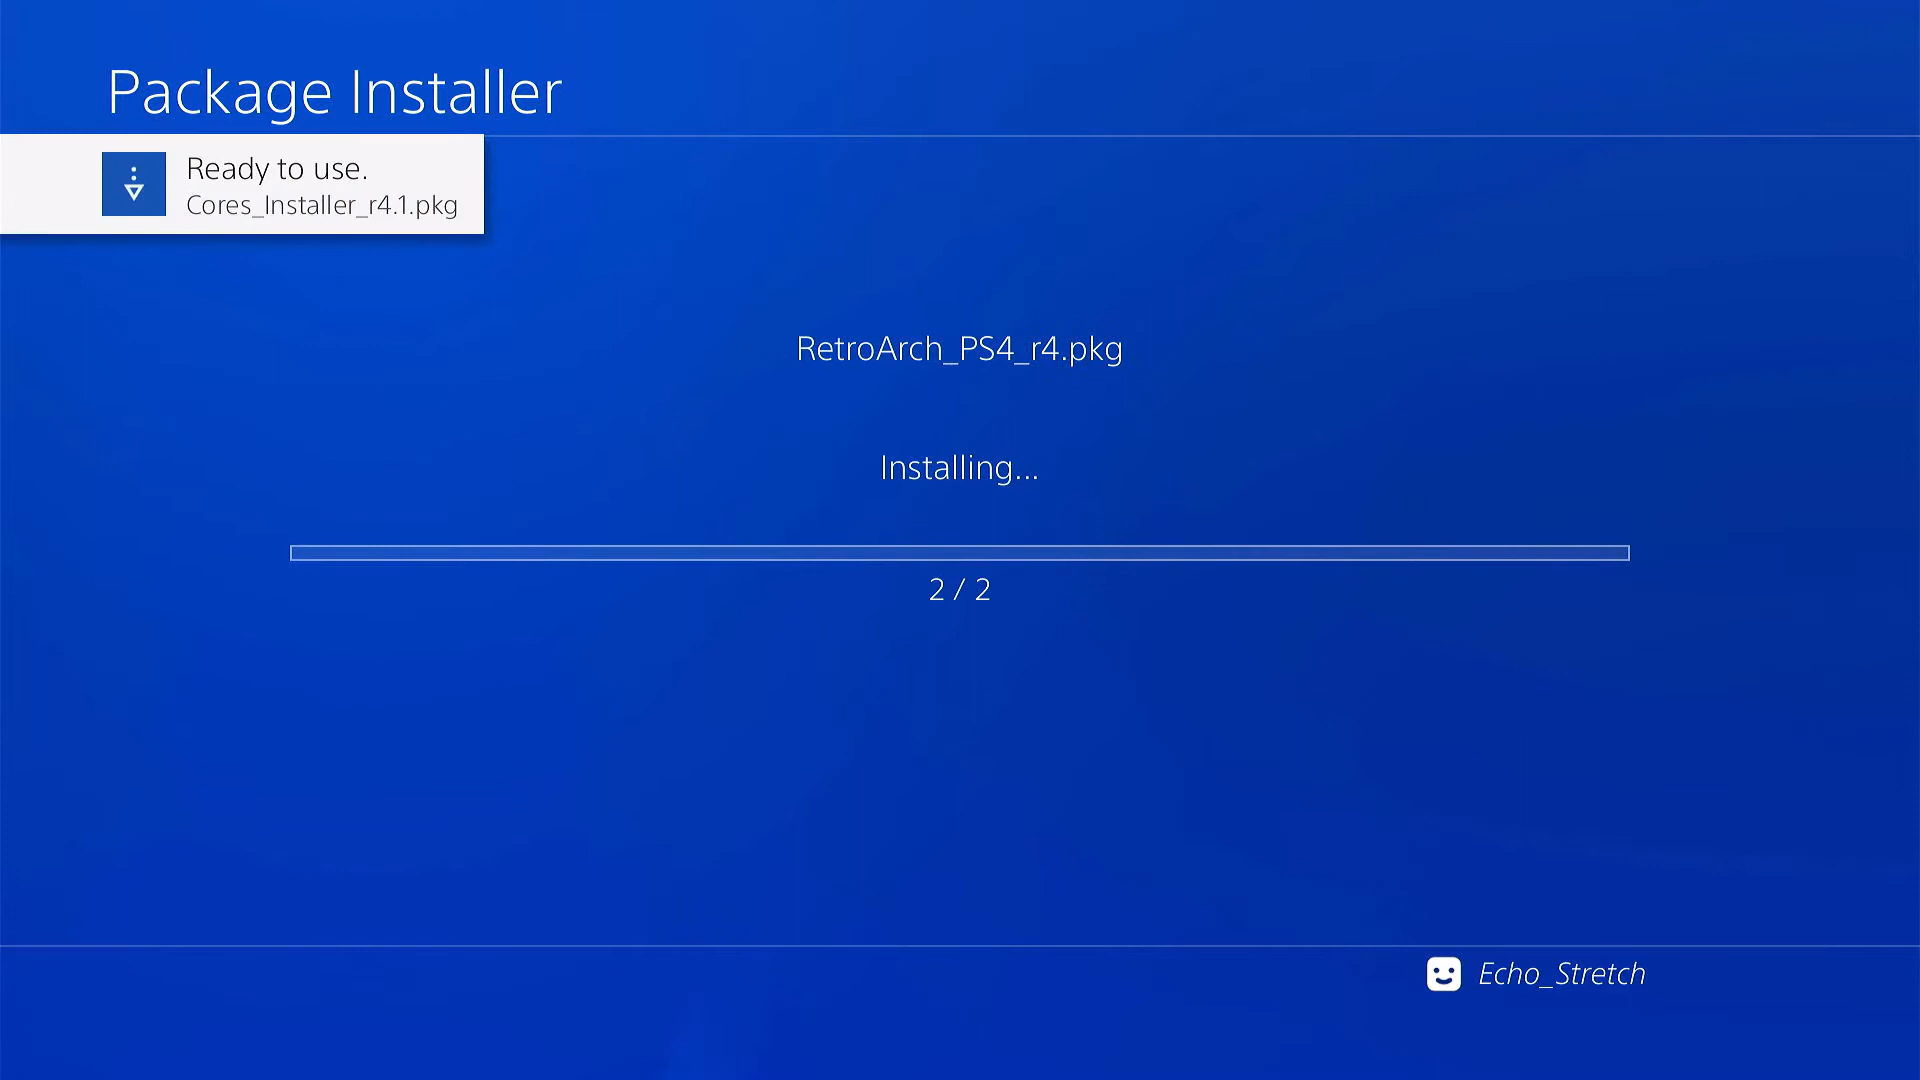 Package Installer
Ready to use.
Cores_Installer_r4.1.pkg
RetroArch_PS4_r4.pkg
Installing...
2 / 2
Echo_Stretch